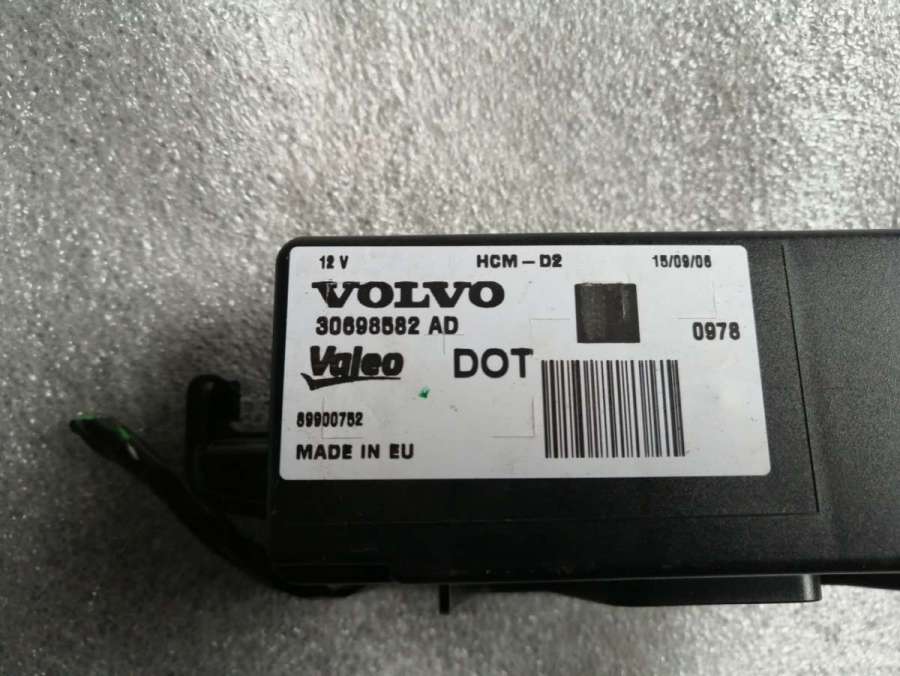 12 V HCM-D2 15/09/06
VOLVO
30698582 AD
0978
Valeo DOT
89900752
MADE IN EU